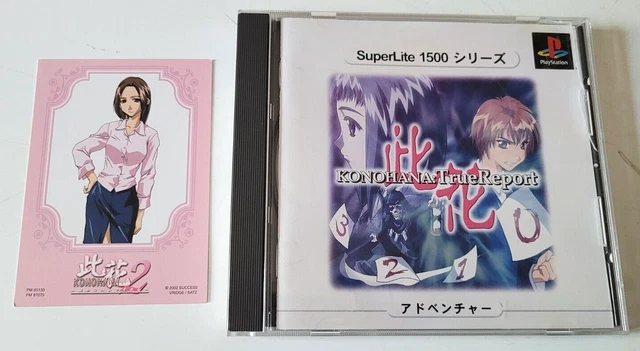 此花2
KONOHANA
© 2002 SUCCESS
SuperLite 1500 シリーズ
PlayStation
此花
KONOHANA:TrueReport
3 2 1 0
アドベンチャー